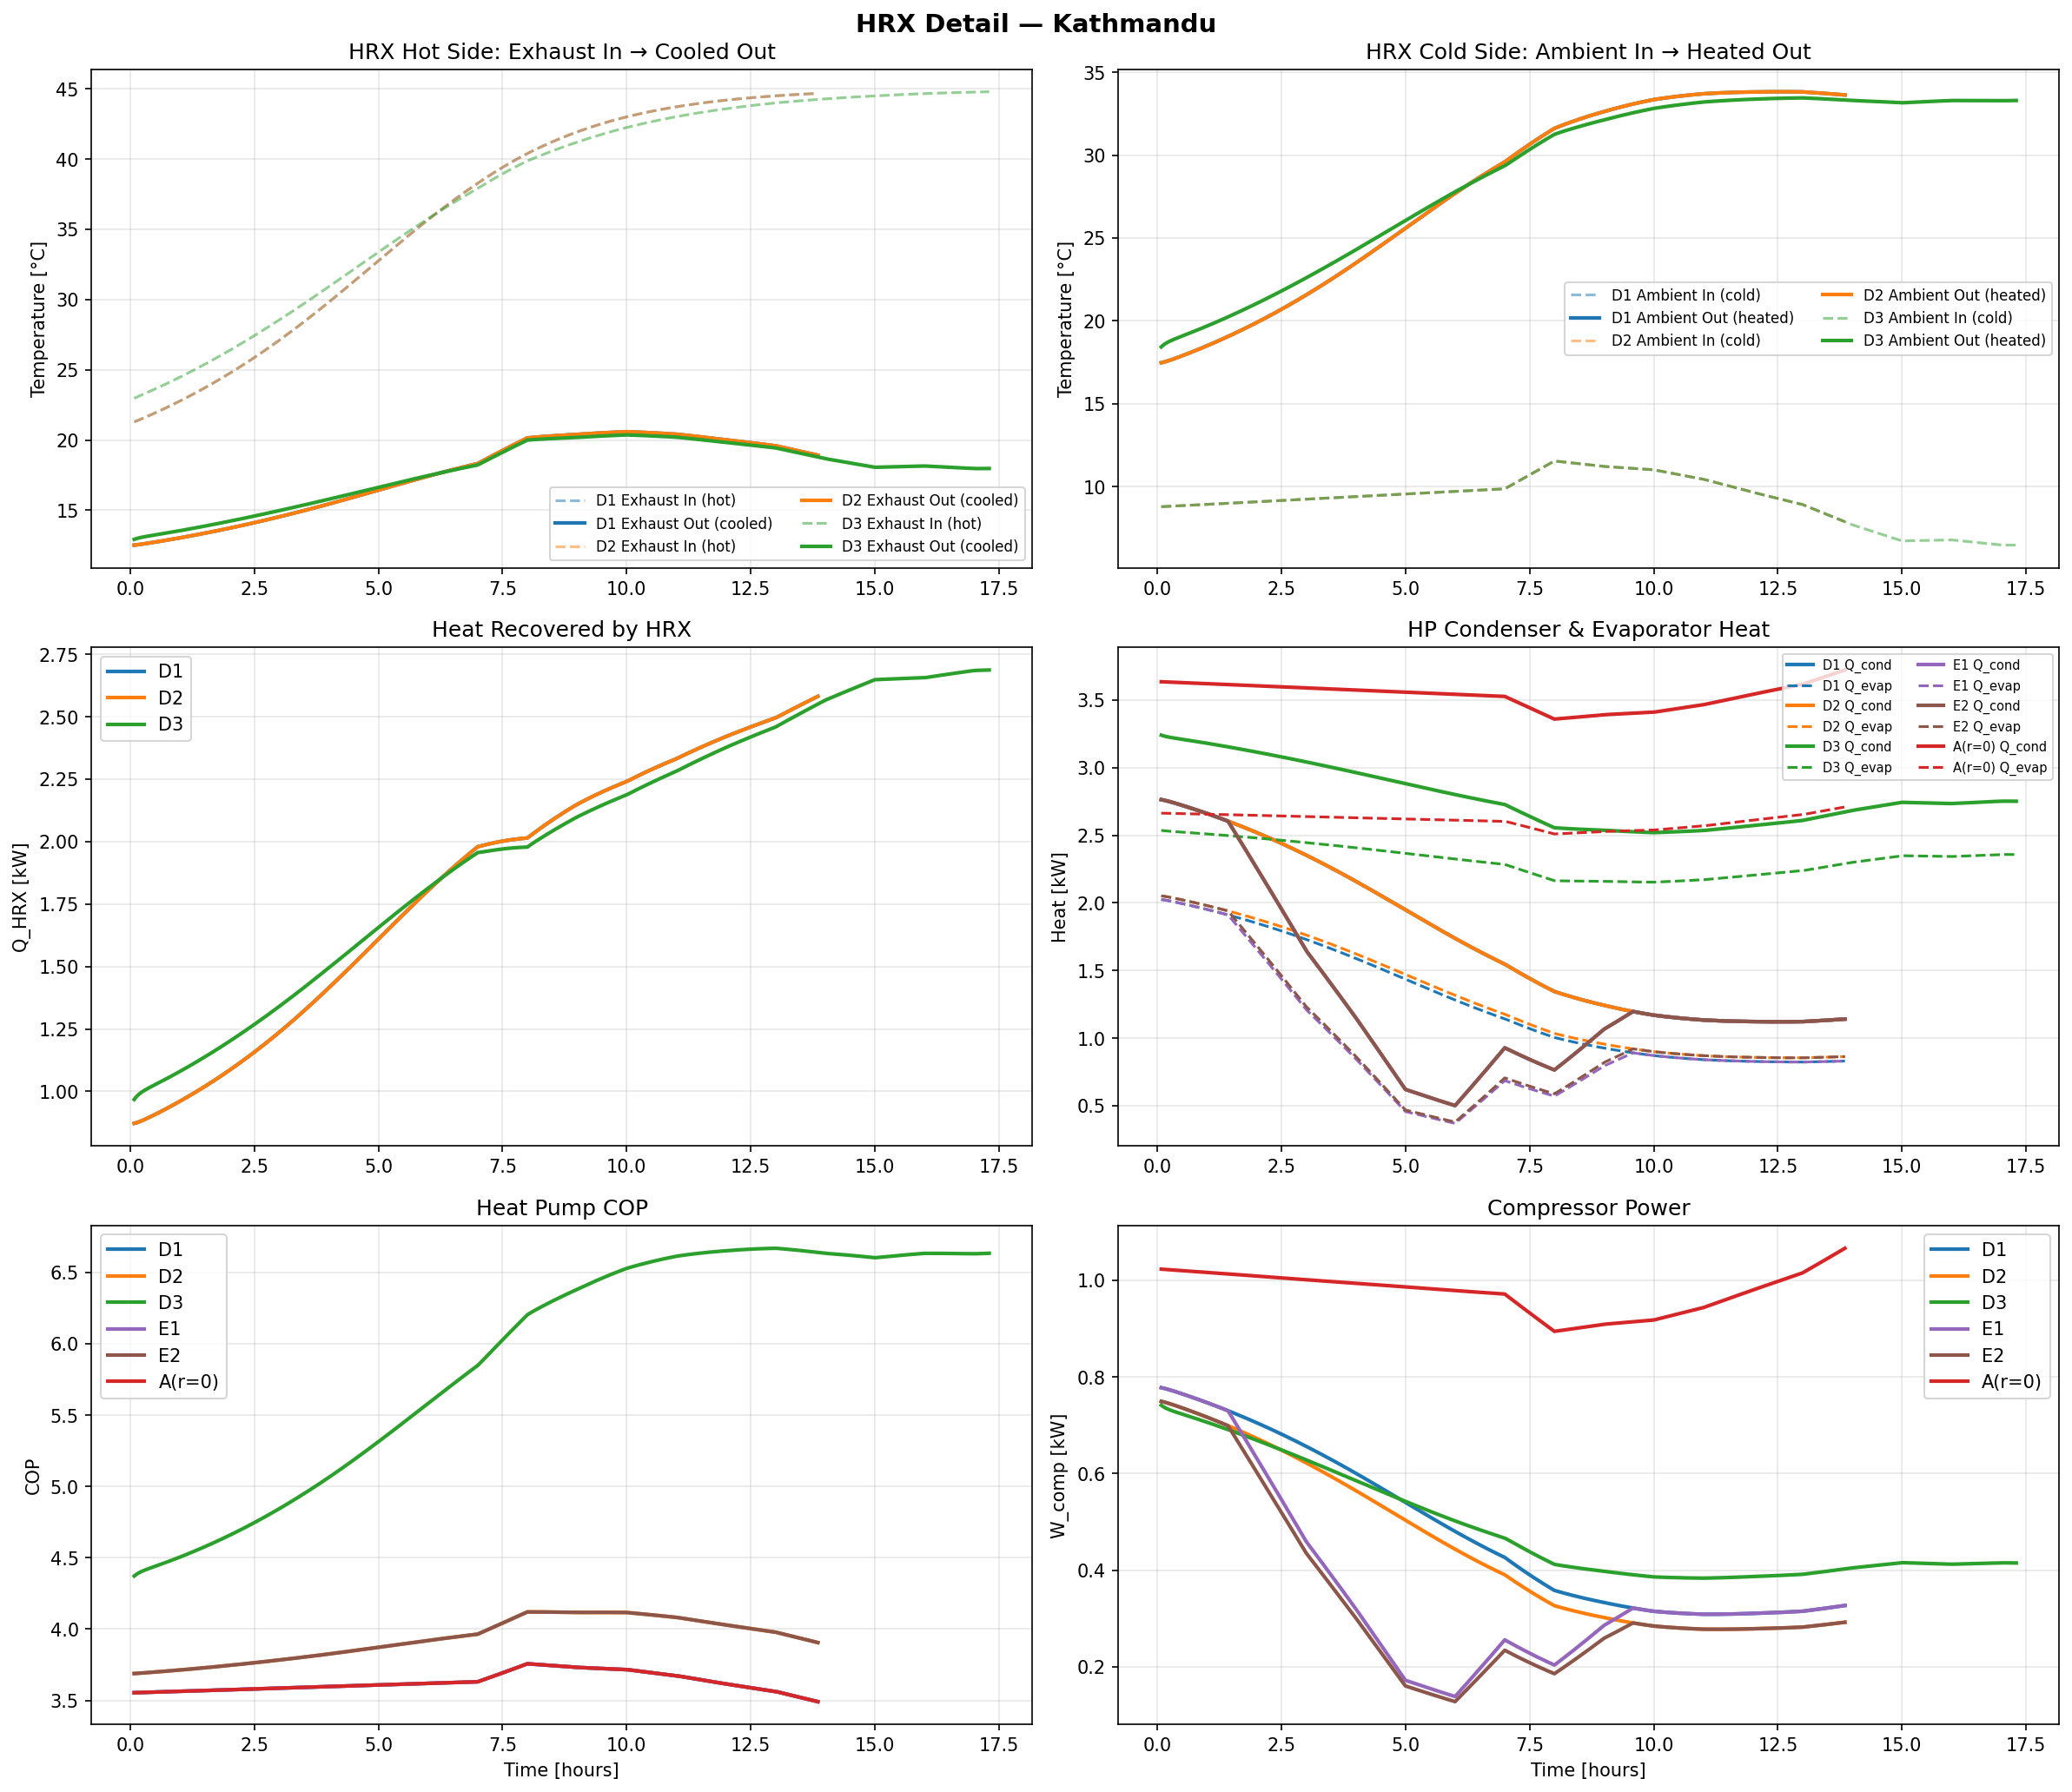 HRX Detail — Kathmandu
HRX Hot Side: Exhaust In → Cooled Out
Temperature [°C]
45
40
35
30
25
20
15
D1 Exhaust In (hot)
D1 Exhaust Out (cooled)
D2 Exhaust In (hot)
D2 Exhaust Out (cooled)
D3 Exhaust In (hot)
D3 Exhaust Out (cooled)
0.0 2.5 5.0 7.5 10.0 12.5 15.0 17.5
HRX Cold Side: Ambient In → Heated Out
Temperature [°C]
35
30
25
20
15
10
D1 Ambient In (cold)
D1 Ambient Out (heated)
D2 Ambient In (cold)
D2 Ambient Out (heated)
D3 Ambient In (cold)
D3 Ambient Out (heated)
0.0 2.5 5.0 7.5 10.0 12.5 15.0 17.5
Heat Recovered by HRX
Q_HRX [kW]
2.75
2.50
2.25
2.00
1.75
1.50
1.25
1.00
D1
D2
D3
0.0 2.5 5.0 7.5 10.0 12.5 15.0 17.5
HP Condenser & Evaporator Heat
Heat [kW]
3.5
3.0
2.5
2.0
1.5
1.0
0.5
D1 Q_cond
D1 Q_evap
D2 Q_cond
D2 Q_evap
D3 Q_cond
D3 Q_evap
E1 Q_cond
E1 Q_evap
E2 Q_cond
E2 Q_evap
A(r=0) Q_cond
A(r=0) Q_evap
0.0 2.5 5.0 7.5 10.0 12.5 15.0 17.5
Heat Pump COP
COP
6.5
6.0
5.5
5.0
4.5
4.0
3.5
D1
D2
D3
E1
E2
A(r=0)
0.0 2.5 5.0 7.5 10.0 12.5 15.0 17.5
Time [hours]
Compressor Power
W_comp [kW]
1.0
0.8
0.6
0.4
0.2
D1
D2
D3
E1
E2
A(r=0)
0.0 2.5 5.0 7.5 10.0 12.5 15.0 17.5
Time [hours]